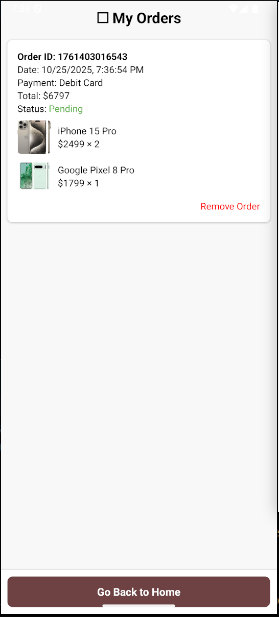 ☐ My Orders
Order ID: 1761403016543
Date: 10/25/2025, 7:36:54 PM
Payment: Debit Card
Total: $6797
Status: Pending
iPhone 15 Pro
$2499 × 2
Google Pixel 8 Pro
$1799 × 1
Remove Order
Go Back to Home